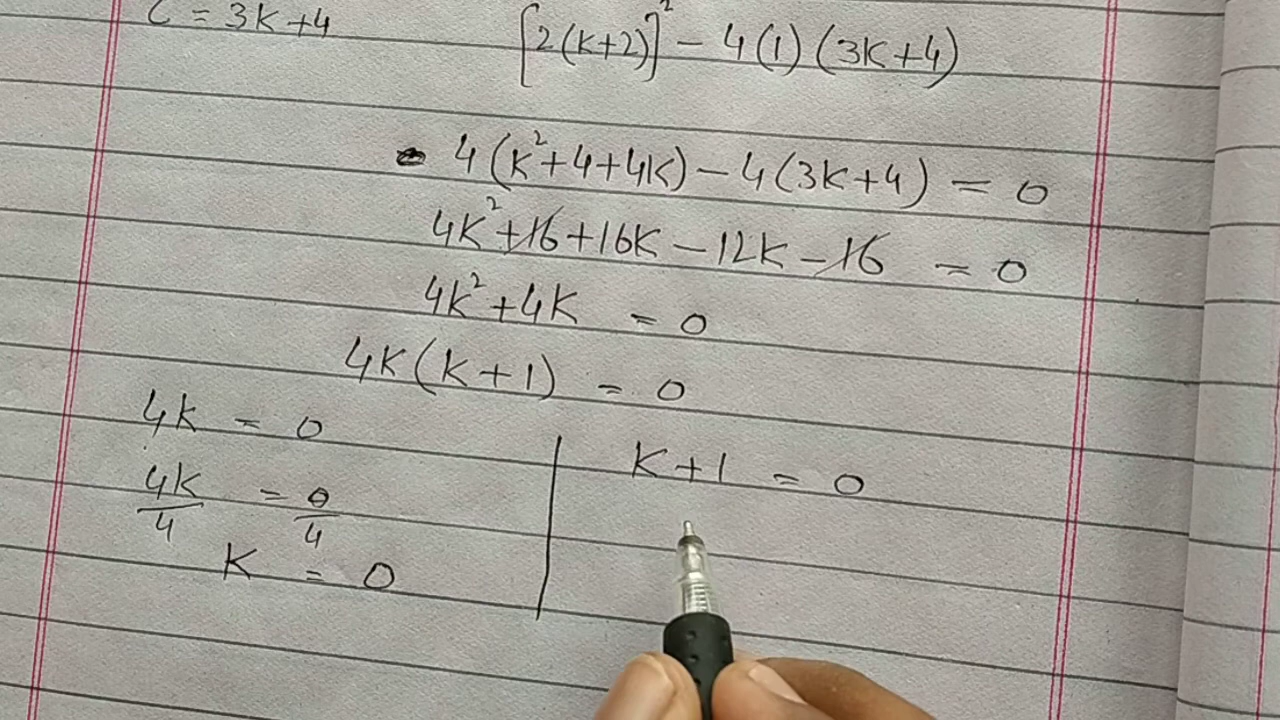 C = 3K+4
[2(K+2)]² - 4(1)(3K+4)
4(K²+4+4K) - 4(3K+4) = 0
4K²+16+16K-12K-16 = 0
4K²+4K = 0
4K(K+1) = 0
4K = 0
4K/4 = 0/4
K = 0
K+1 = 0